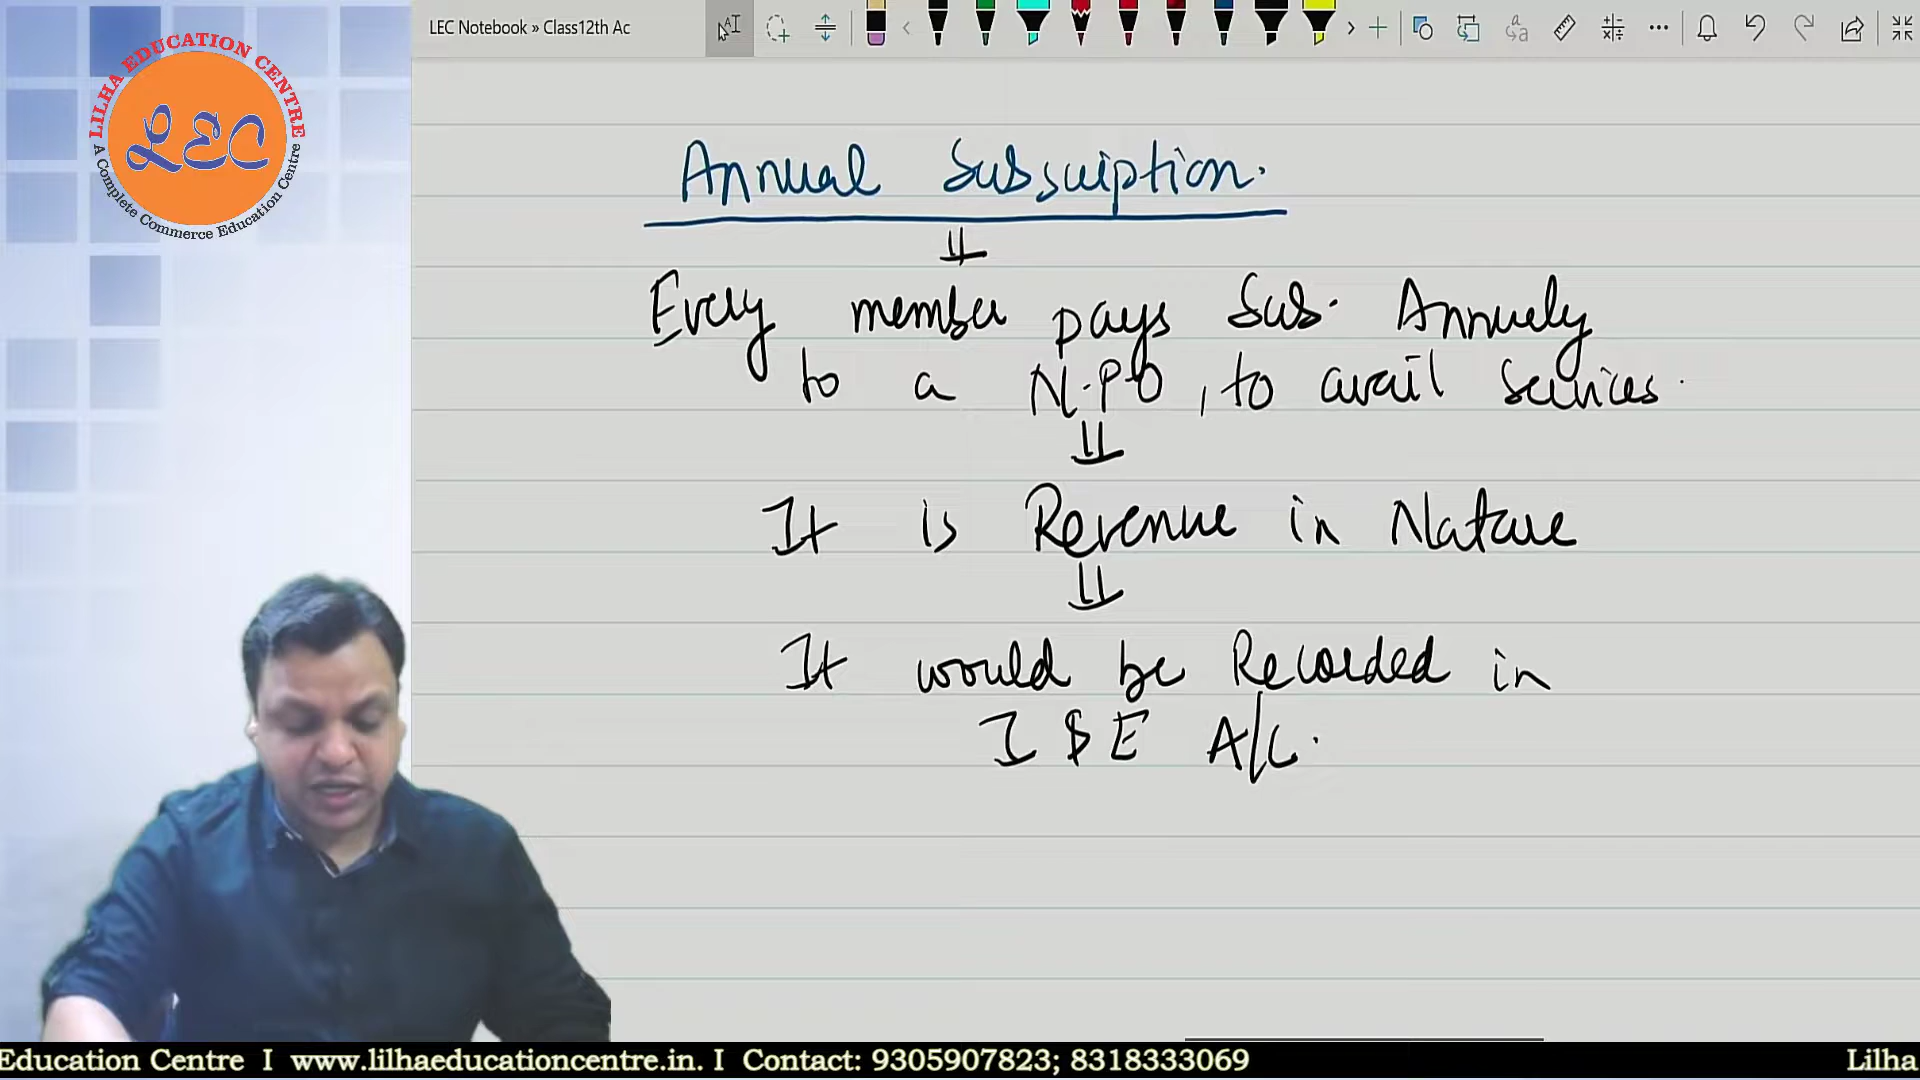 LILHA EDUCATION CENTRE
LEC
A Complete Commerce Education Centre
LEC Notebook » Class12th Ac
Annual Subscription.
Every member pays Sub. Annuely
to a N.P.O, to avail Services.
It is Revenue in Nature
It would be Recorded in
I & E A/C.
Education Centre I www.lilhaeducationcentre.in. I Contact: 9305907823; 8318333069
Lilha